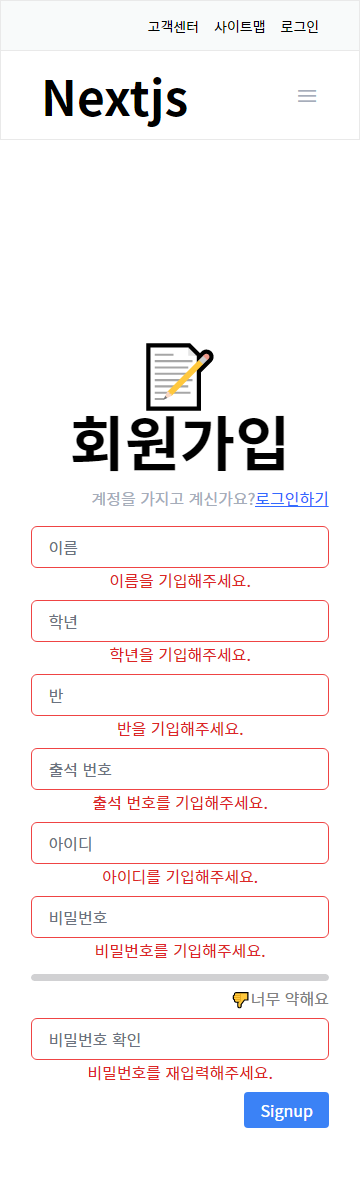 고객센터 사이트맵 로그인
Nextjs
회원가입
계정을 가지고 계신가요?로그인하기
이름
이름을 기입해주세요.
학년
학년을 기입해주세요.
반
반을 기입해주세요.
출석 번호
출석 번호를 기입해주세요.
아이디
아이디를 기입해주세요.
비밀번호
비밀번호를 기입해주세요.
너무 약해요
비밀번호 확인
비밀번호를 재입력해주세요.
Signup